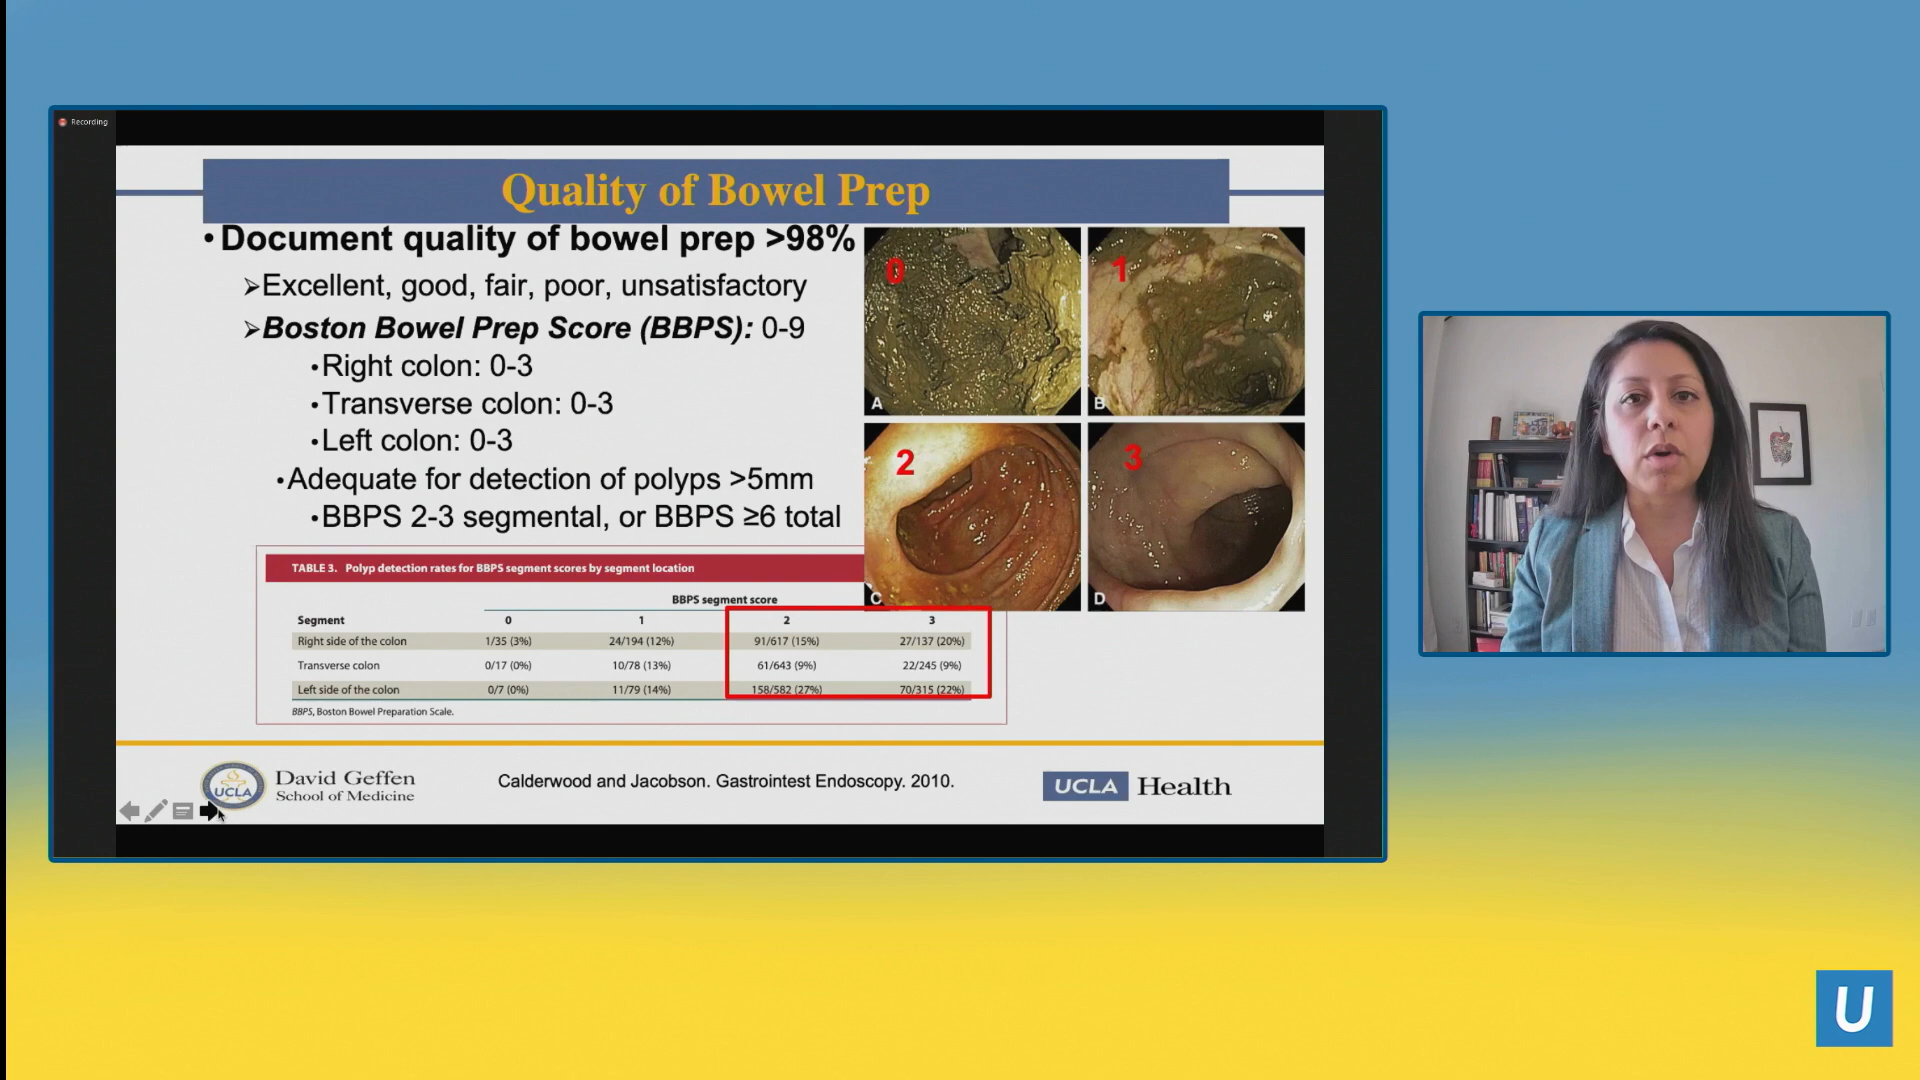 Recording
Quality of Bowel Prep
•Document quality of bowel prep >98%
➢Excellent, good, fair, poor, unsatisfactory
➢Boston Bowel Prep Score (BBPS): 0-9
•Right colon: 0-3
•Transverse colon: 0-3
•Left colon: 0-3
•Adequate for detection of polyps >5mm
•BBPS 2-3 segmental, or BBPS ≥6 total
0
1
A
B
2
3
C
D
TABLE 3. Polyp detection rates for BBPS segment scores by segment location
BBPS segment score
Segment 0 1 2 3
Right side of the colon 1/35 (3%) 24/194 (12%) 91/617 (15%) 27/137 (20%)
Transverse colon 0/17 (0%) 10/78 (13%) 61/643 (9%) 22/245 (9%)
Left side of the colon 0/7 (0%) 11/79 (14%) 158/582 (27%) 70/315 (22%)
BBPS, Boston Bowel Preparation Scale.
UCLA
David Geffen
School of Medicine
Calderwood and Jacobson. Gastrointest Endoscopy. 2010.
UCLA Health
U